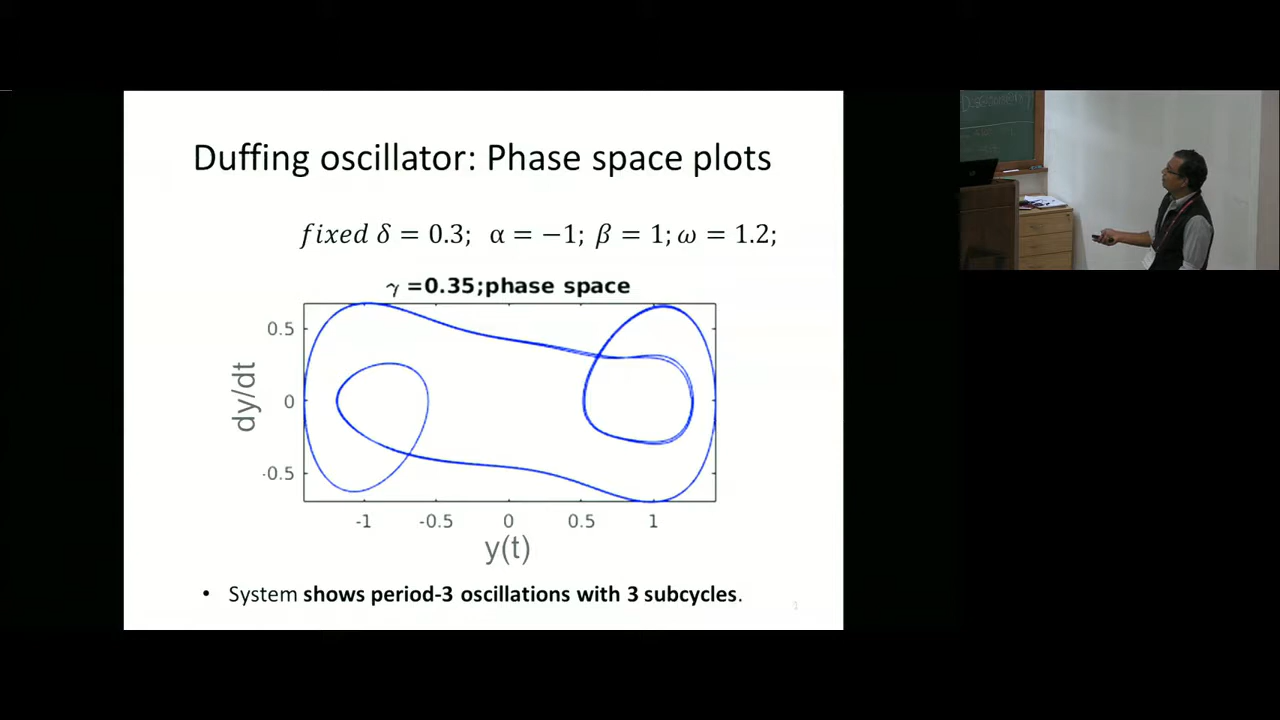 Duffing oscillator: Phase space plots
fixed δ = 0.3; α = −1; β = 1; ω = 1.2;
γ =0.35;phase space
0.5
0
-0.5
dy/dt
-1 -0.5 0 0.5 1
y(t)
• System shows period-3 oscillations with 3 subcycles.